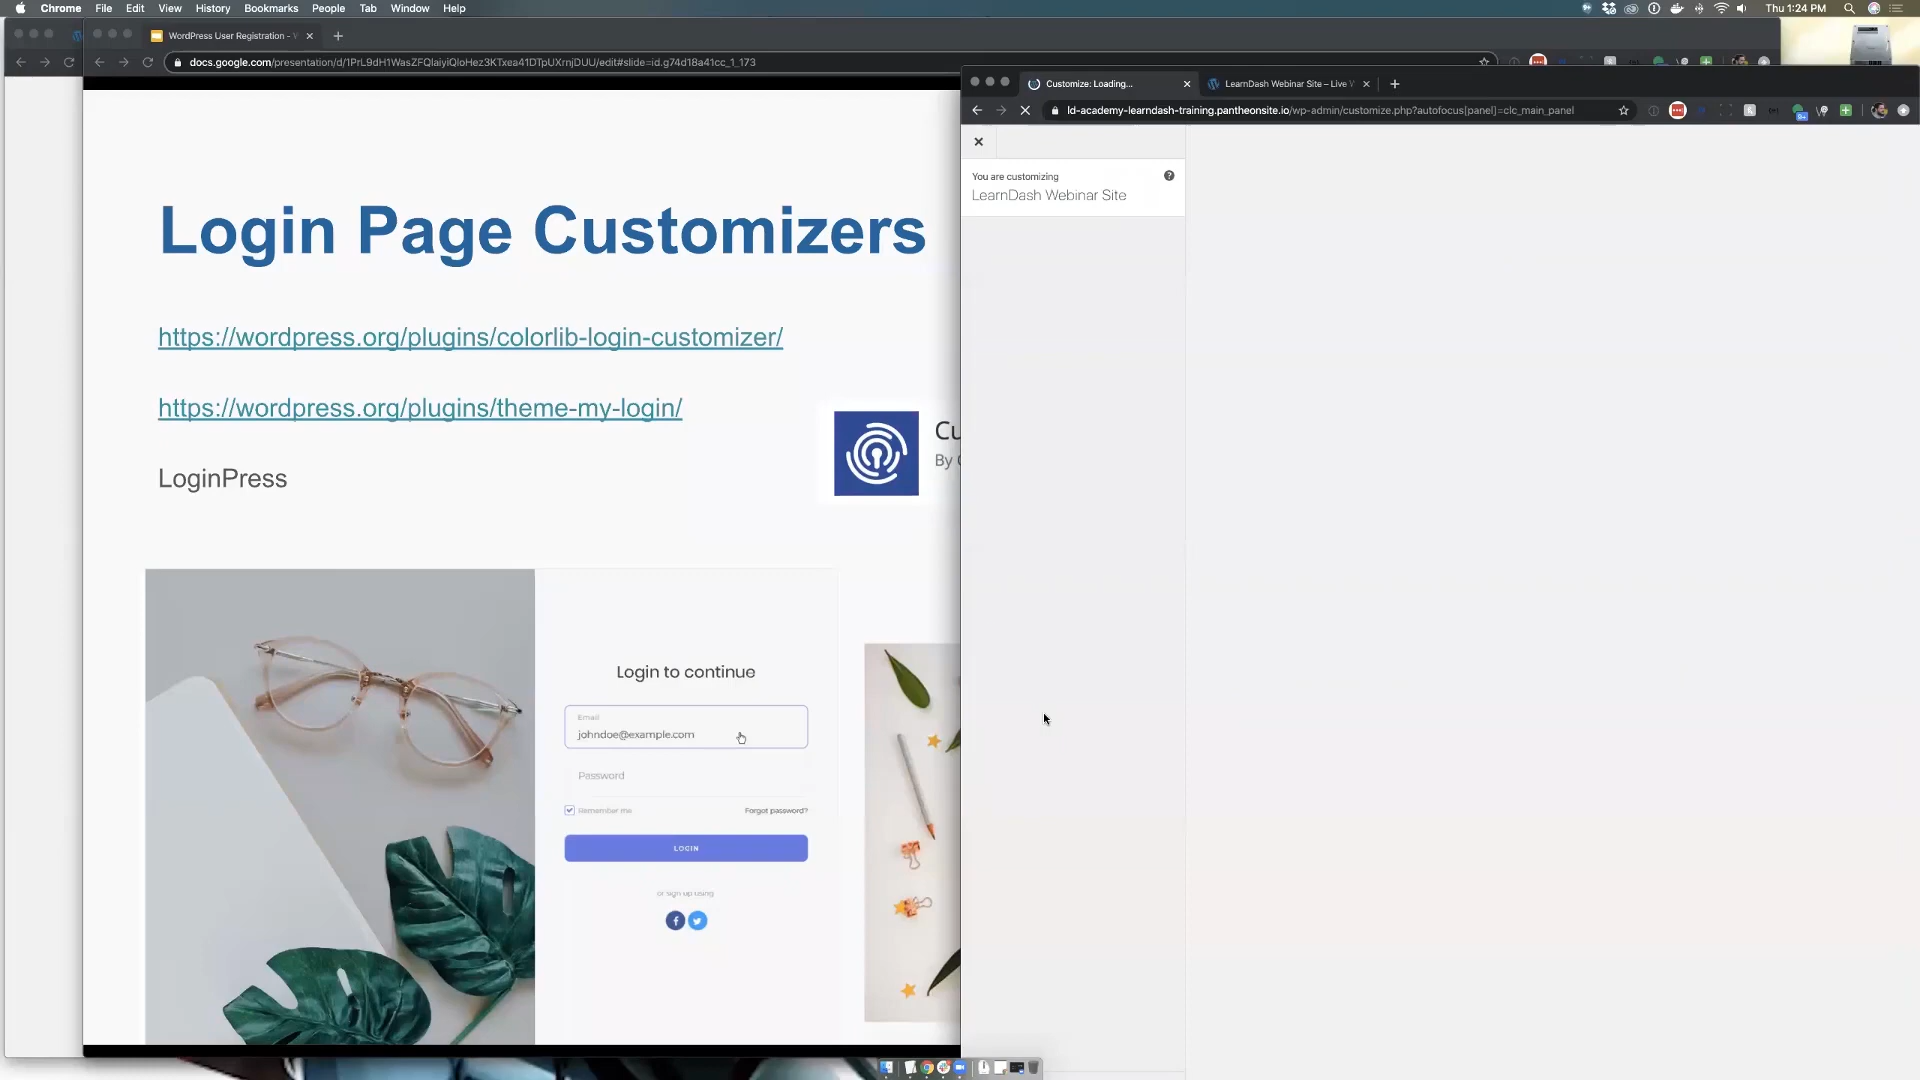 Chrome File Edit View History Bookmarks People Tab Window Help
Thu 1:24 PM
WordPress User Registration -
docs.google.com/presentation/d/1PrL9dH1WasZFQlaiyiQloHez3KTxea41DTpUXrnjDUU/edit#slide=id.g74d18a41cc_1_173
Customize: Loading...
LearnDash Webinar Site – Live
ld-academy-learndash-training.pantheonsite.io/wp-admin/customize.php?autofocus[panel]=clc_main_panel
You are customizing
LearnDash Webinar Site
Login Page Customizers
https://wordpress.org/plugins/colorlib-login-customizer/
https://wordpress.org/plugins/theme-my-login/
LoginPress
Cu
By
Login to continue
Email
johndoe@example.com
Password
Remember me
Forgot password?
LOGIN
or sign up using